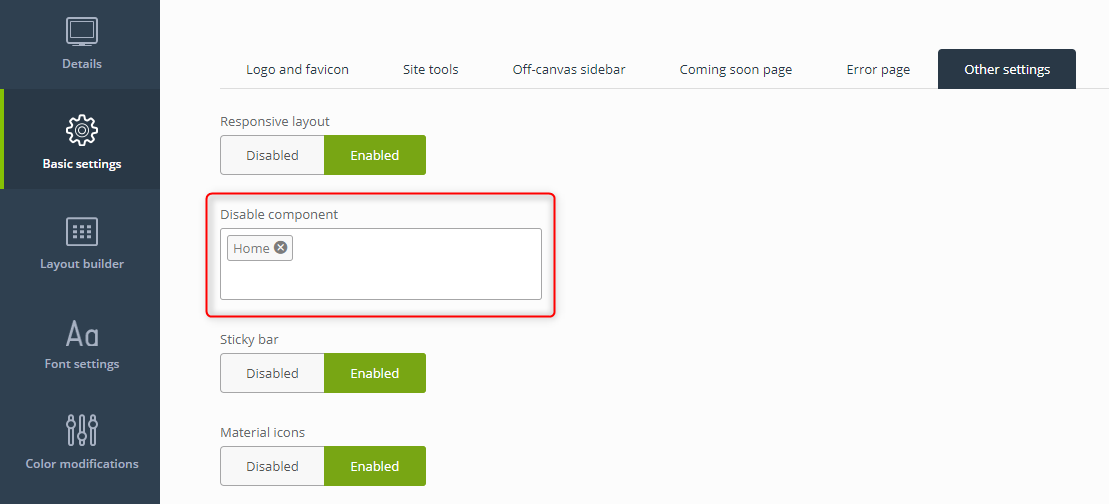 Details
Basic settings
Layout builder
Aa
Font settings
Color modifications
Logo and favicon Site tools Off-canvas sidebar Coming soon page Error page Other settings
Responsive layout
Disabled Enabled
Disable component
Home
Sticky bar
Disabled Enabled
Material icons
Disabled Enabled